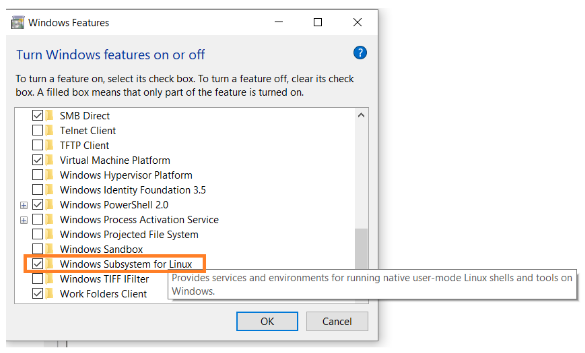 Windows Features
Turn Windows features on or off
?
To turn a feature on, select its check box. To turn a feature off, clear its check
box. A filled box means that only part of the feature is turned on.
SMB Direct
Telnet Client
TFTP Client
Virtual Machine Platform
Windows Hypervisor Platform
Windows Identity Foundation 3.5
Windows PowerShell 2.0
Windows Process Activation Service
Windows Projected File System
Windows Sandbox
Windows Subsystem for Linux
Windows TIFF IFilter
Provides services and environments for running native user-mode Linux shells and tools on
Windows.
Work Folders Client
OK
Cancel